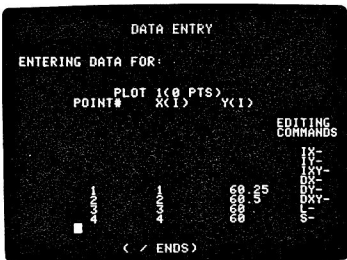 DATA ENTRY
ENTERING DATA FOR:
PLOT 1(0 PTS)
POINT# X(I) Y(I)
EDITING
COMMANDS
IX-
IY-
IXY-
DX-
1 1 60.25 DY-
2 2 60.5 DXY-
3 3 60. L-
4 4 60 S-
( / ENDS)